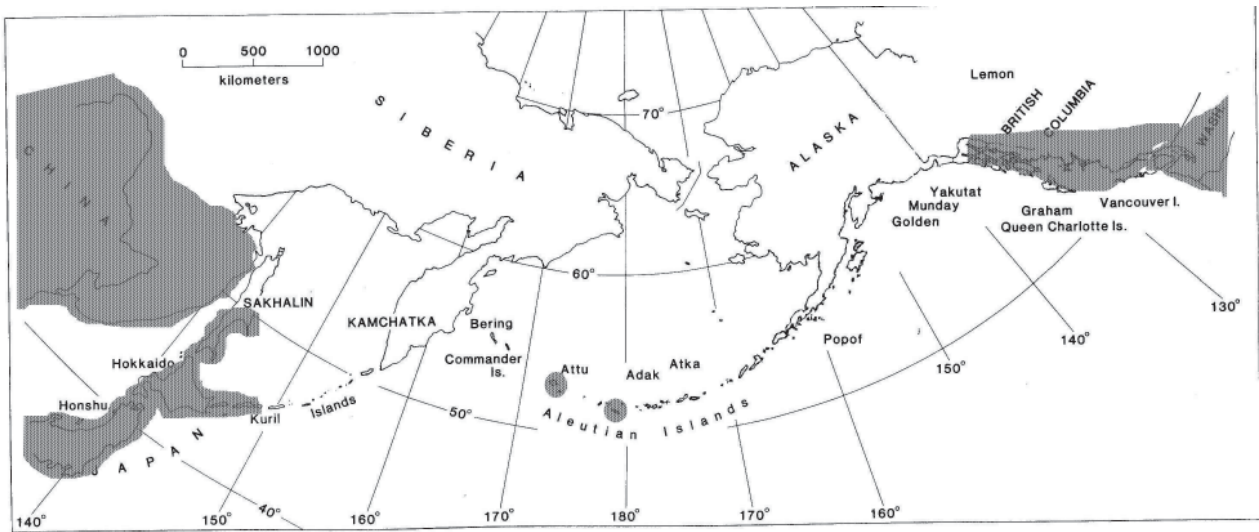 0 500 1000
kilometers
SIBERIA
CHINA
70°
ALASKA
Lemon
BRITISH
COLUMBIA
WASH.
Yakutat
Munday
Golden
Graham
Queen Charlotte Is.
Vancouver I.
130°
60°
SAKHALIN
KAMCHATKA
Bering
Commander
Is.
Attu
Adak
Atka
Popof
140°
150°
Hokkaido
Honshu
Kuril
Islands
50°
Aleutian Islands
JAPAN
40°
140°
150°
160°
170°
180°
170°
160°